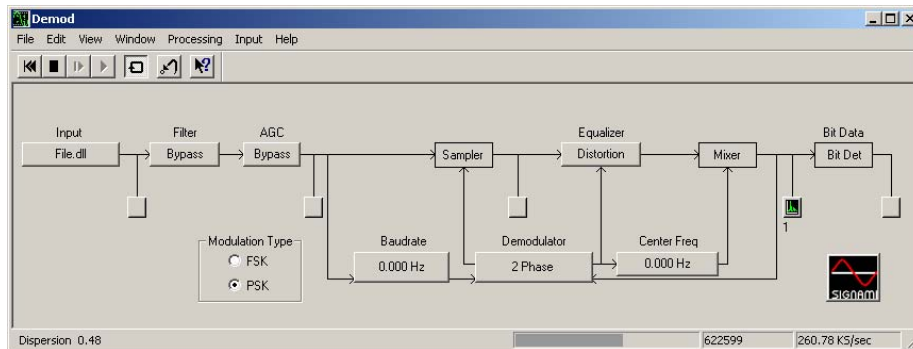 Demod
File Edit View Window Processing Input Help
Input Filter AGC Equalizer Bit Data
File.dll Bypass Bypass Sampler Distortion Mixer Bit Det
1
Modulation Type
FSK
PSK
Baudrate Demodulator Center Freq
0.000 Hz 2 Phase 0.000 Hz
SIGNAMI
Dispersion 0.48 622599 260.78 KS/sec